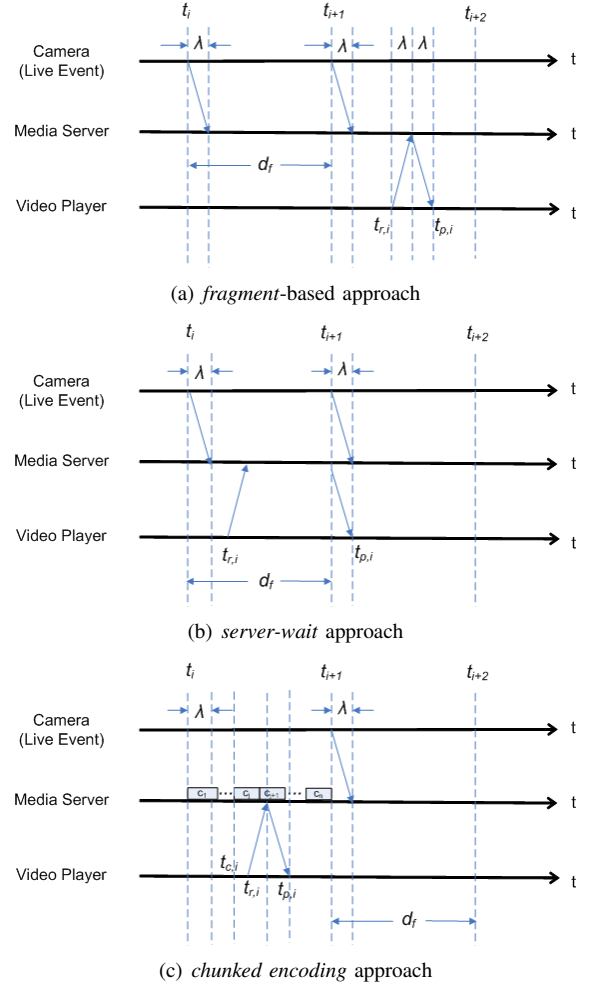 t_i t_{i+1} t_{i+2}
λ λ λ λ
Camera
(Live Event)
t
Media Server
d_f
Video Player
t
t_{r,i} t_{p,i}
(a) fragment-based approach
t_i t_{i+1} t_{i+2}
λ λ
Camera
(Live Event)
t
Media Server
t
Video Player
t
t_{r,i} t_{p,i}
d_f
(b) server-wait approach
t_i t_{i+1} t_{i+2}
λ λ
Camera
(Live Event)
t
c_1 ... c_j c_{j+1} ... c_n
Media Server
t
t_{c,i}
Video Player
t
t_{r,i} t_{p,i}
d_f
(c) chunked encoding approach